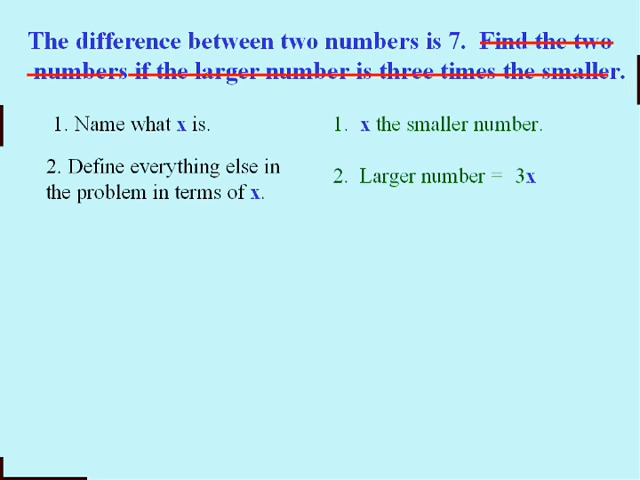 The difference between two numbers is 7. Find the two
numbers if the larger number is three times the smaller.
1. Name what x is.
1. x the smaller number.
2. Define everything else in
the problem in terms of x.
2. Larger number = 3x